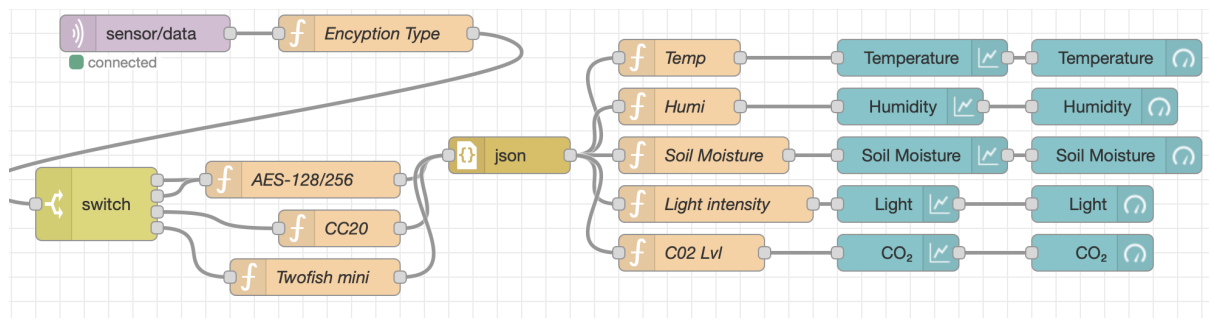 sensor/data
Encyption Type
connected
switch
AES-128/256
CC20
Twofish mini
json
Temp
Temperature
Temperature
Humi
Humidity
Humidity
Soil Moisture
Soil Moisture
Soil Moisture
Light intensity
Light
Light
C02 Lvl
CO₂
CO₂